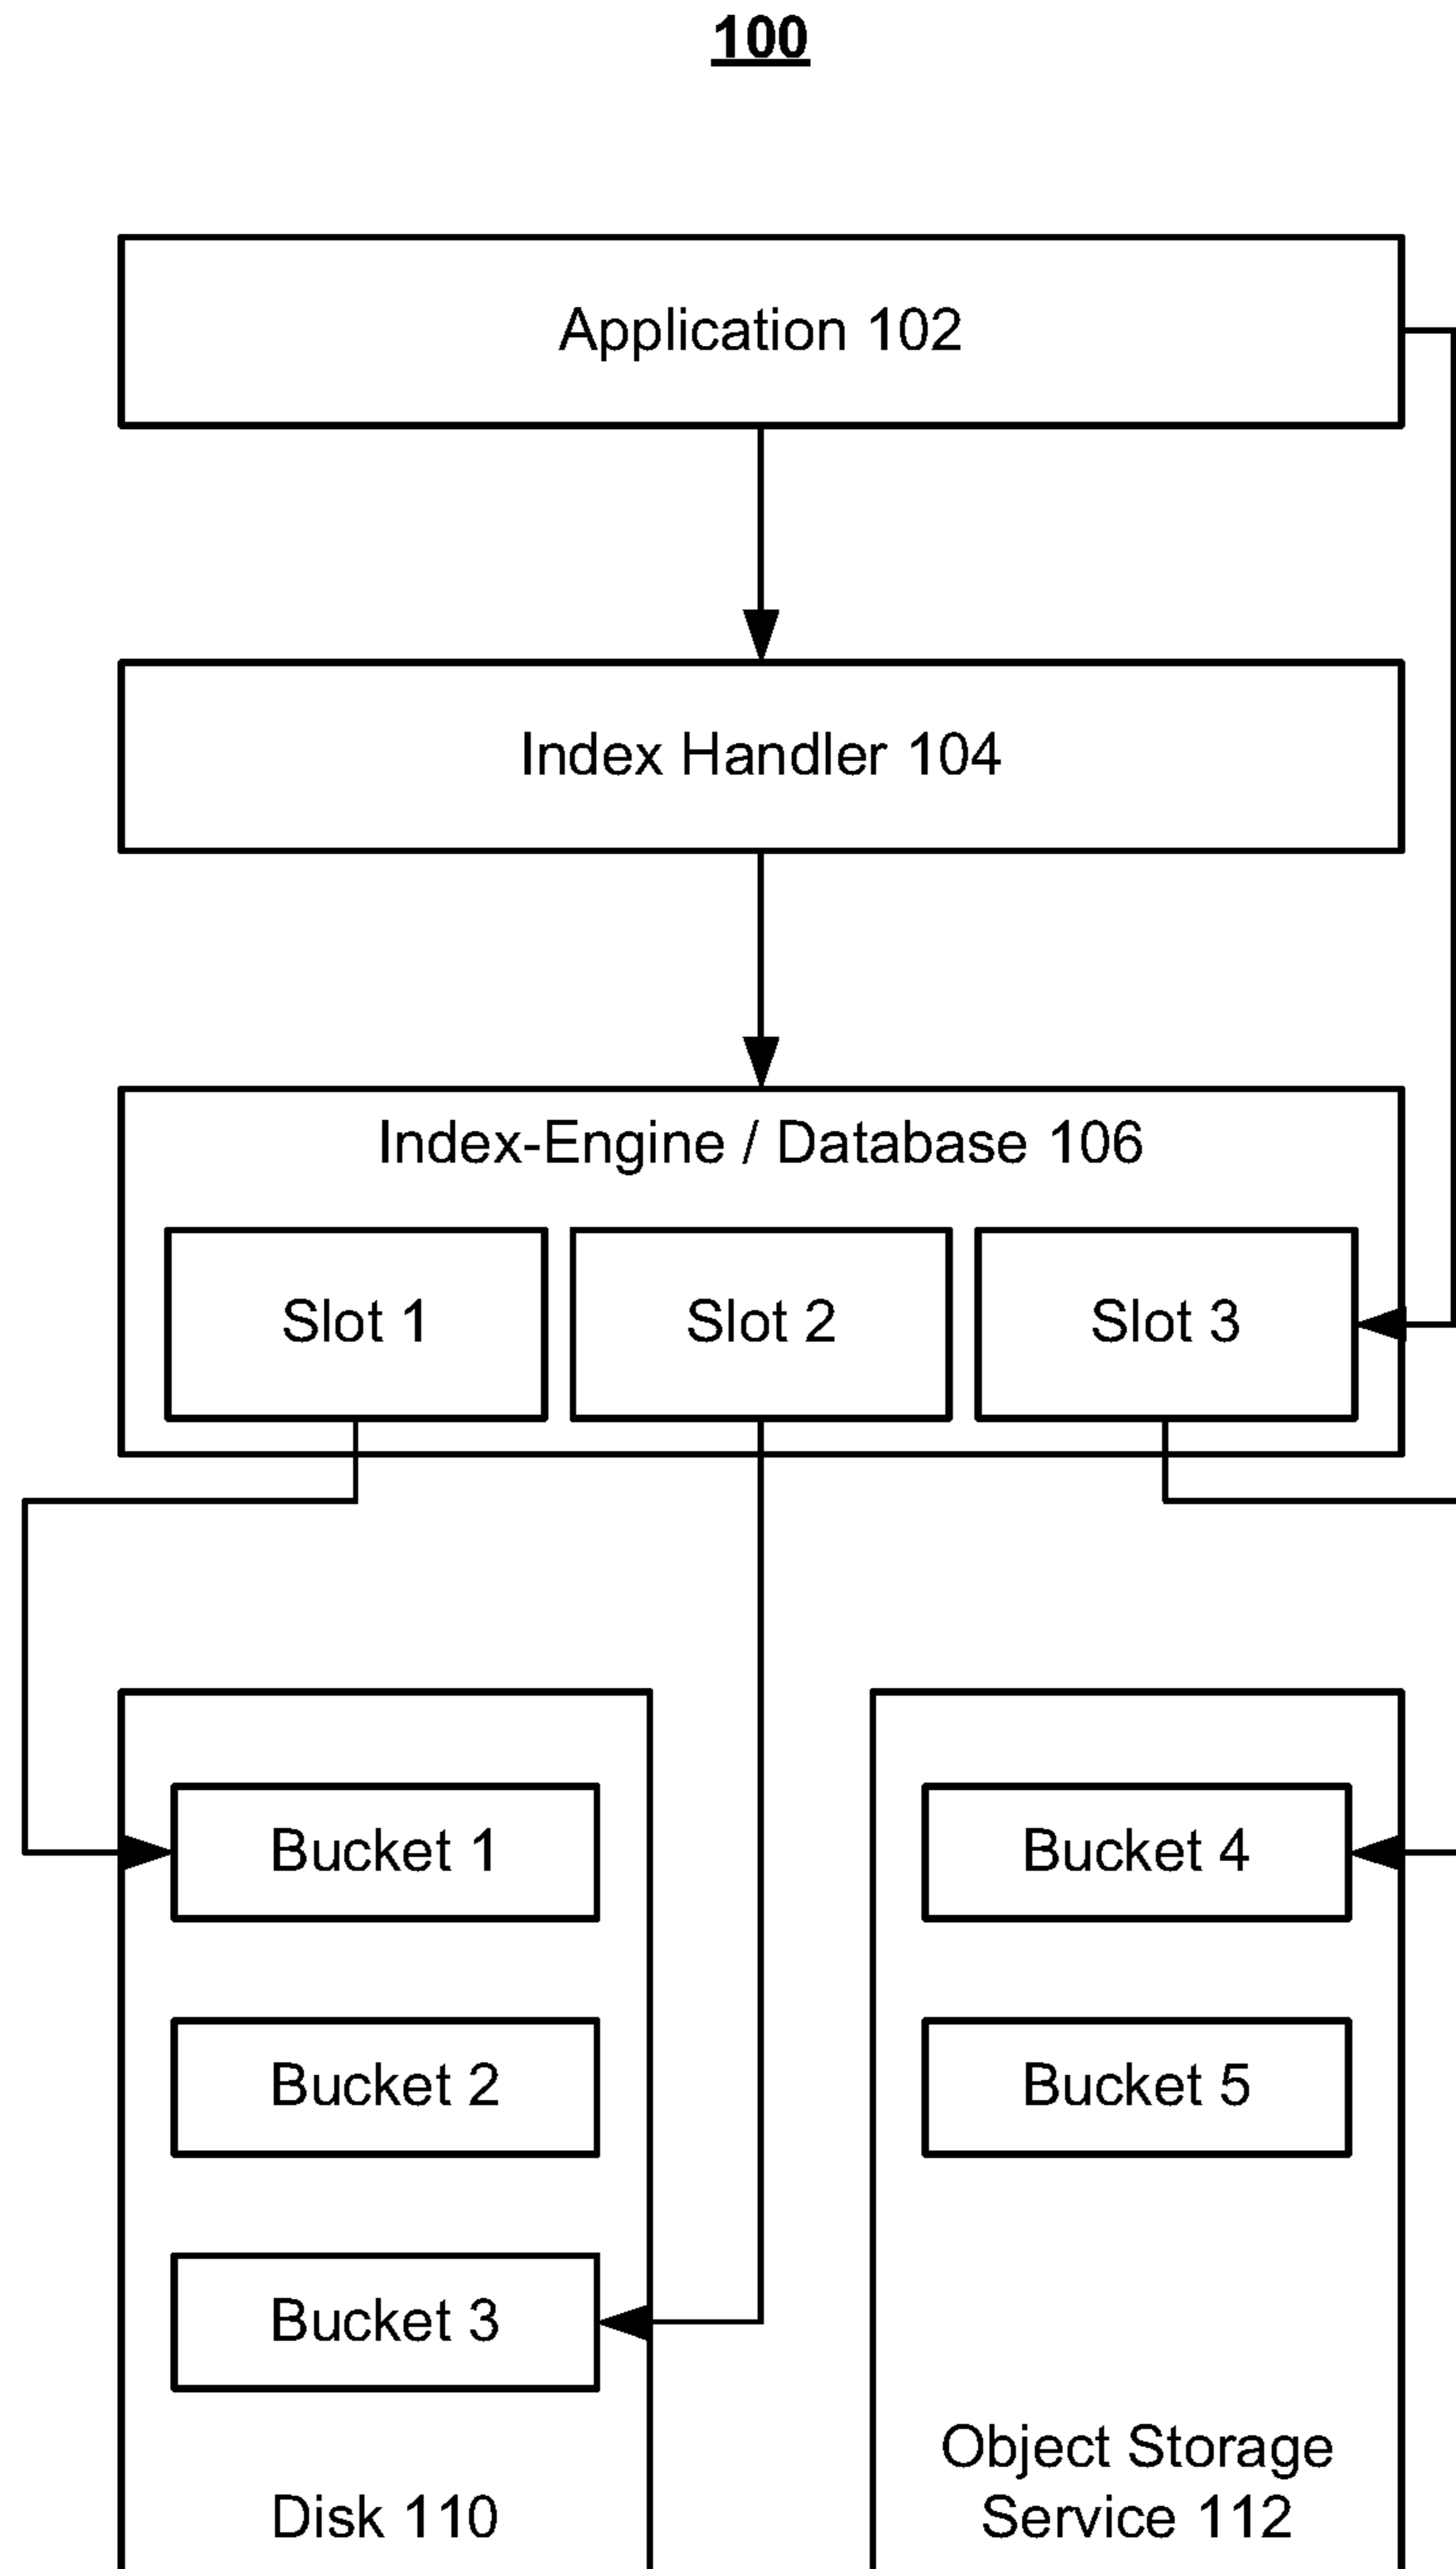 100
Application 102
Index Handler 104
Index-Engine / Database 106
Slot 1
Slot 2
Slot 3
Bucket 1
Bucket 4
Bucket 2
Bucket 5
Bucket 3
Disk 110
Object Storage
Service 112